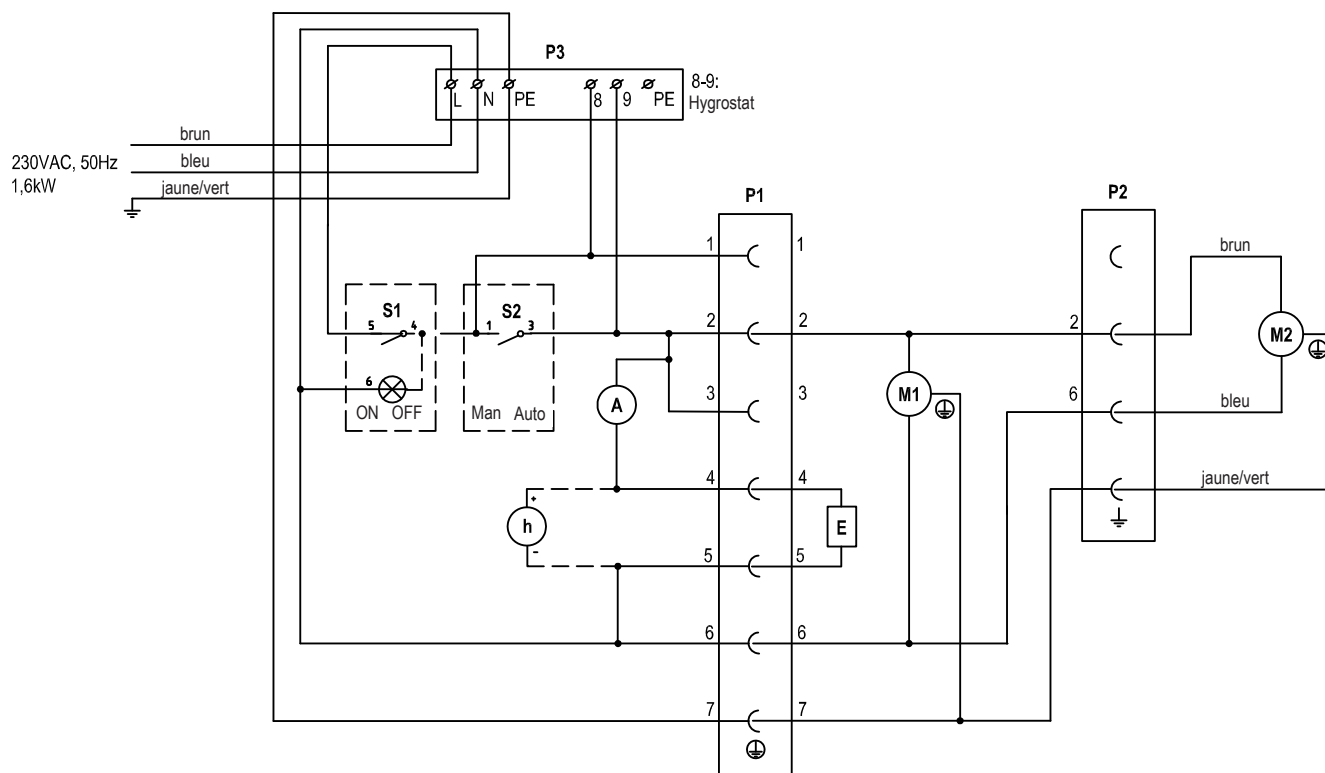 P3
L N PE 8 9 PE
8-9:
Hygrostat
brun
230VAC, 50Hz
bleu
1,6kW
jaune/vert
P1
P2
1 1
brun
S1
S2
5 4
1 3
2 2
2
M2
6
3 3
6
ON OFF
Man Auto
A
M1
bleu
4 4
jaune/vert
+
h
-
E
5 5
6 6
7 7